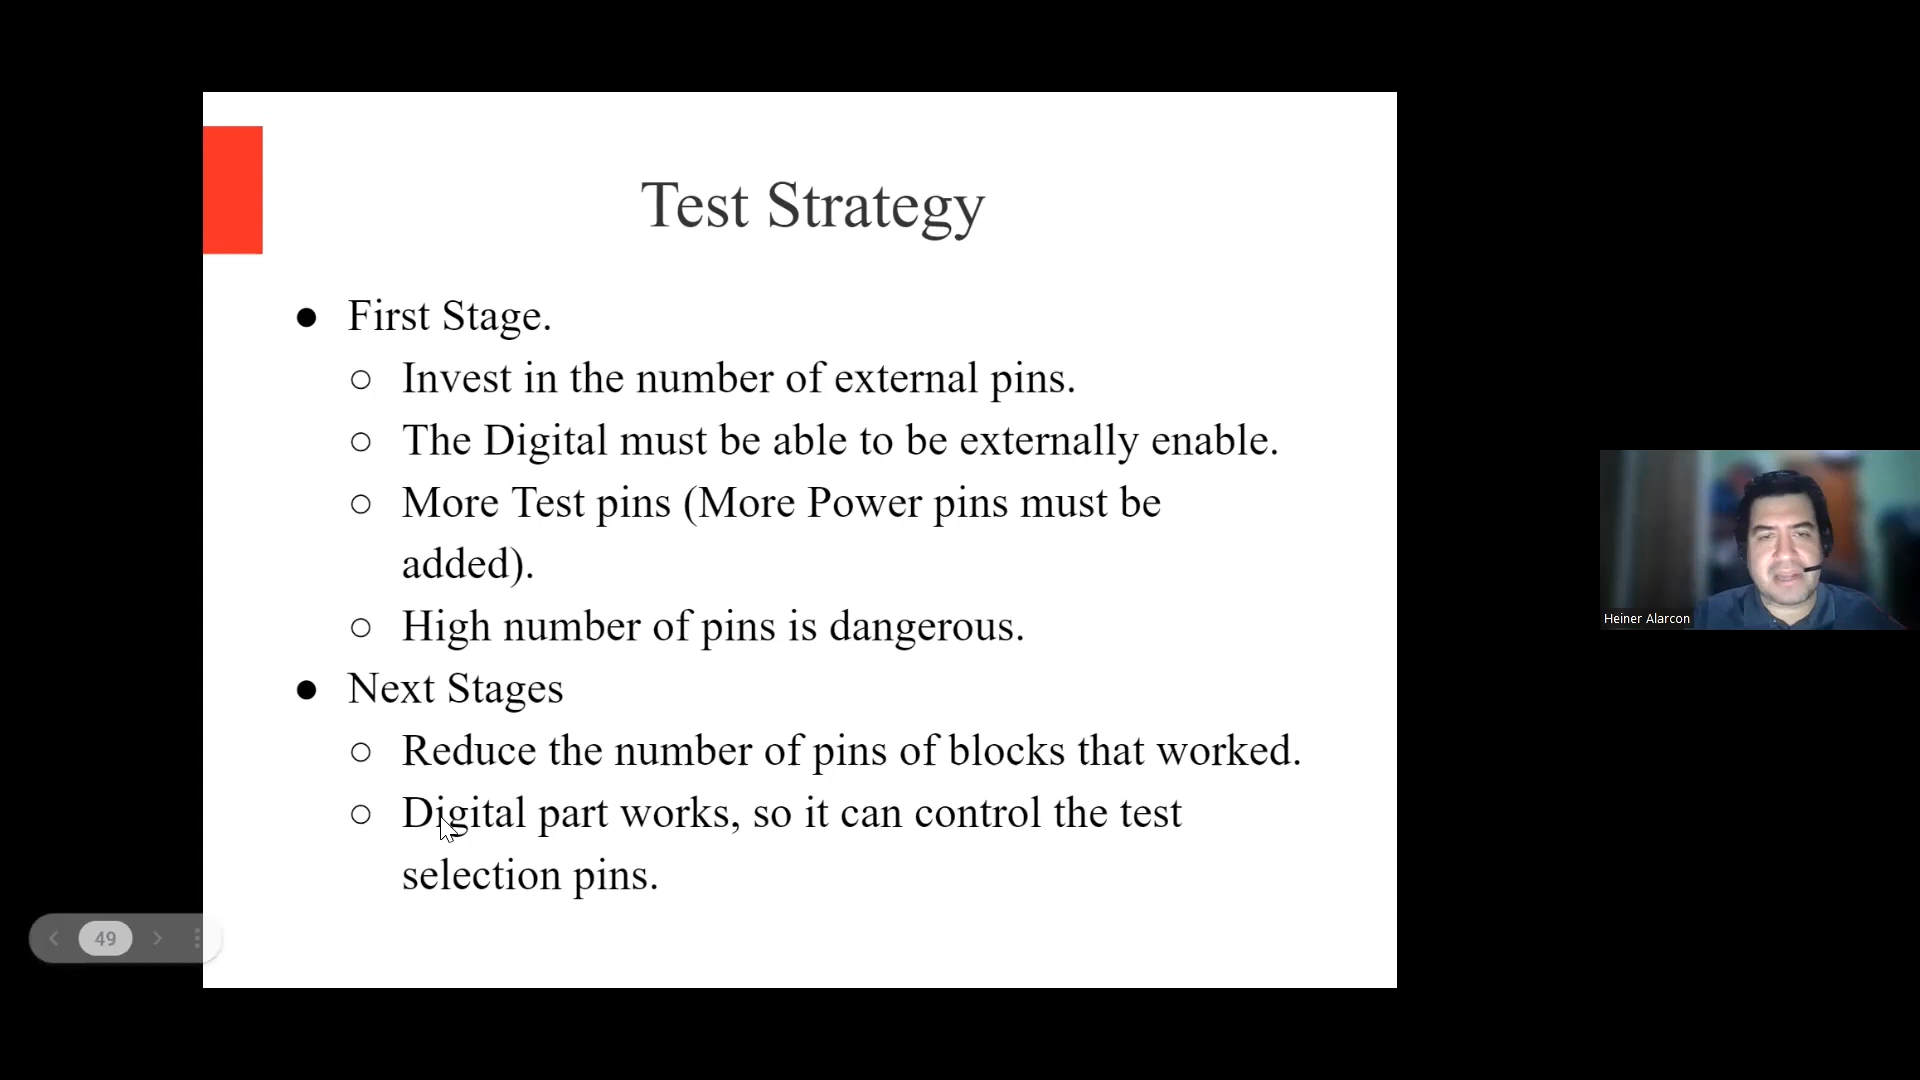 Test Strategy
● First Stage.
○ Invest in the number of external pins.
○ The Digital must be able to be externally enable.
○ More Test pins (More Power pins must be
added).
○ High number of pins is dangerous.
● Next Stages
○ Reduce the number of pins of blocks that worked.
○ Digital part works, so it can control the test
selection pins.
Heiner Alarcon
49